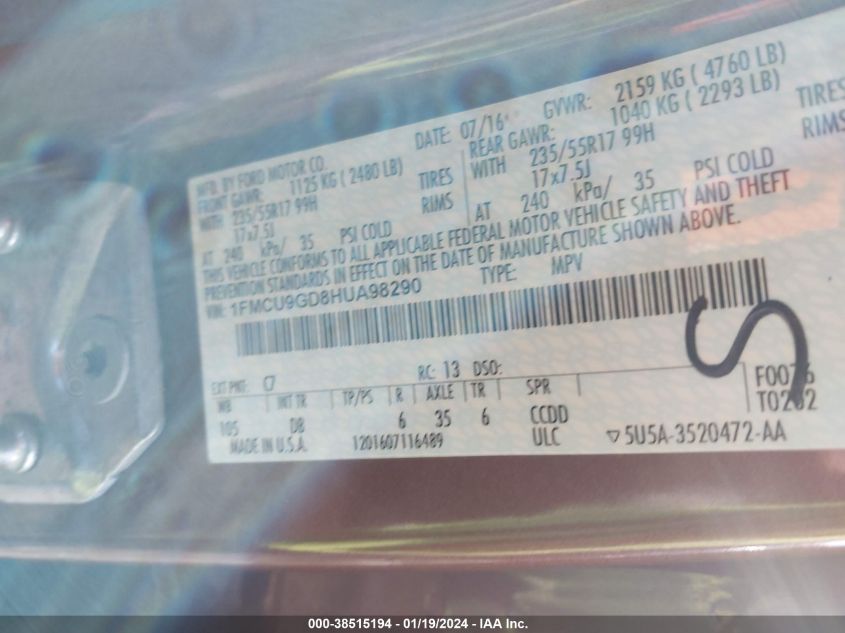 MFD. BY FORD MOTOR CO. DATE: 07/16 GVWR: 2159 KG ( 4760 LB)
FRONT GAWR: 1125 KG ( 2480 LB) REAR GAWR: 1040 KG ( 2293 LB)
WITH 235/55R17 99H TIRES WITH 235/55R17 99H TIRES
17x7.5J RIMS 17x7.5J RIMS
AT 240 kPa/ 35 PSI COLD AT 240 kPa/ 35 PSI COLD
THIS VEHICLE CONFORMS TO ALL APPLICABLE FEDERAL MOTOR VEHICLE SAFETY AND THEFT
PREVENTION STANDARDS IN EFFECT ON THE DATE OF MANUFACTURE SHOWN ABOVE.
VIN: 1FMCU9GD8HUA98290 TYPE: MPV
EXT PNT: C7 RC: 13 DSO:
WB INT TR TP/PS R AXLE TR SPR F0076
105 DB 6 35 6 CCDD T0202
MADE IN U.S.A. 1201607116489 ULC 5U5A-3520472-AA
S
000-38515194 - 01/19/2024 - IAA Inc.